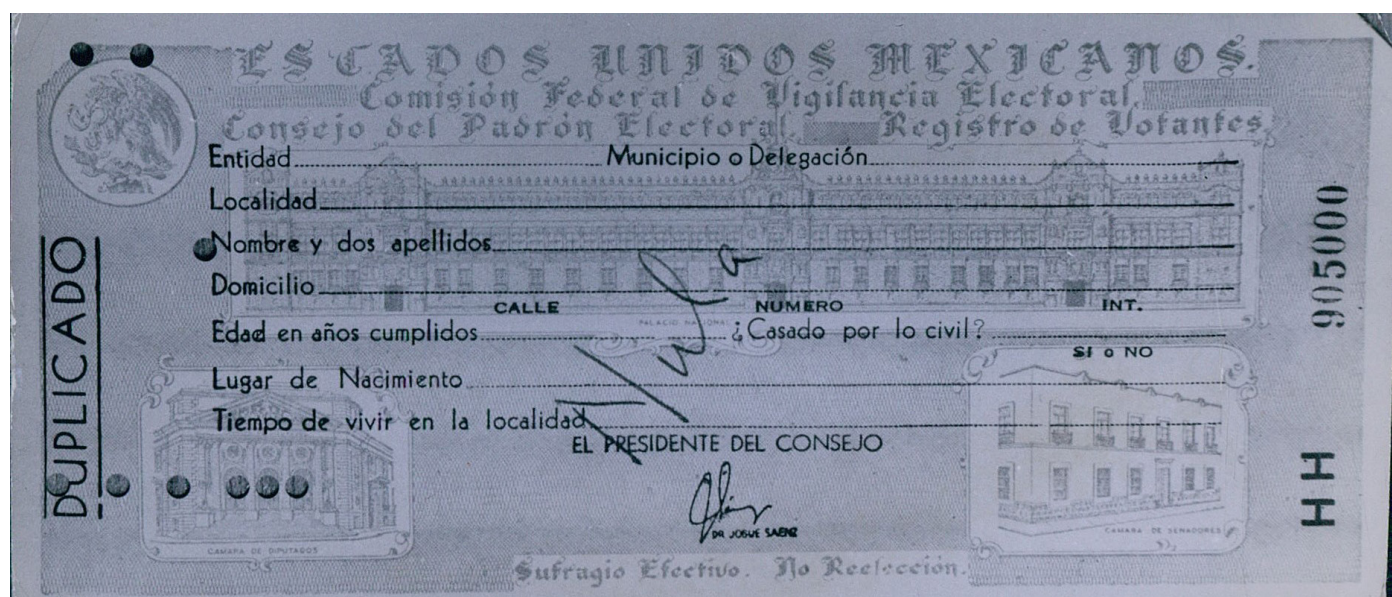 ESTADOS UNIDOS MEXICANOS.
Comisión Federal de Vigilancia Electoral.
Consejo del Padrón Electoral. Registro de Votantes
Entidad Municipio o Delegación
Localidad
Nombre y dos apellidos
Domicilio
CALLE NUMERO INT.
PALACIO NACIONAL
Edad en años cumplidos ¿Casado por lo civil?
SI o NO
Lugar de Nacimiento
Tiempo de vivir en la localidad
EL PRESIDENTE DEL CONSEJO
DR JOSUE SAENZ
CAMARA DE DIPUTADOS
CAMARA DE SENADORES
Sufragio Efectivo. No Reelección.
DUPLICADO
905000
HH